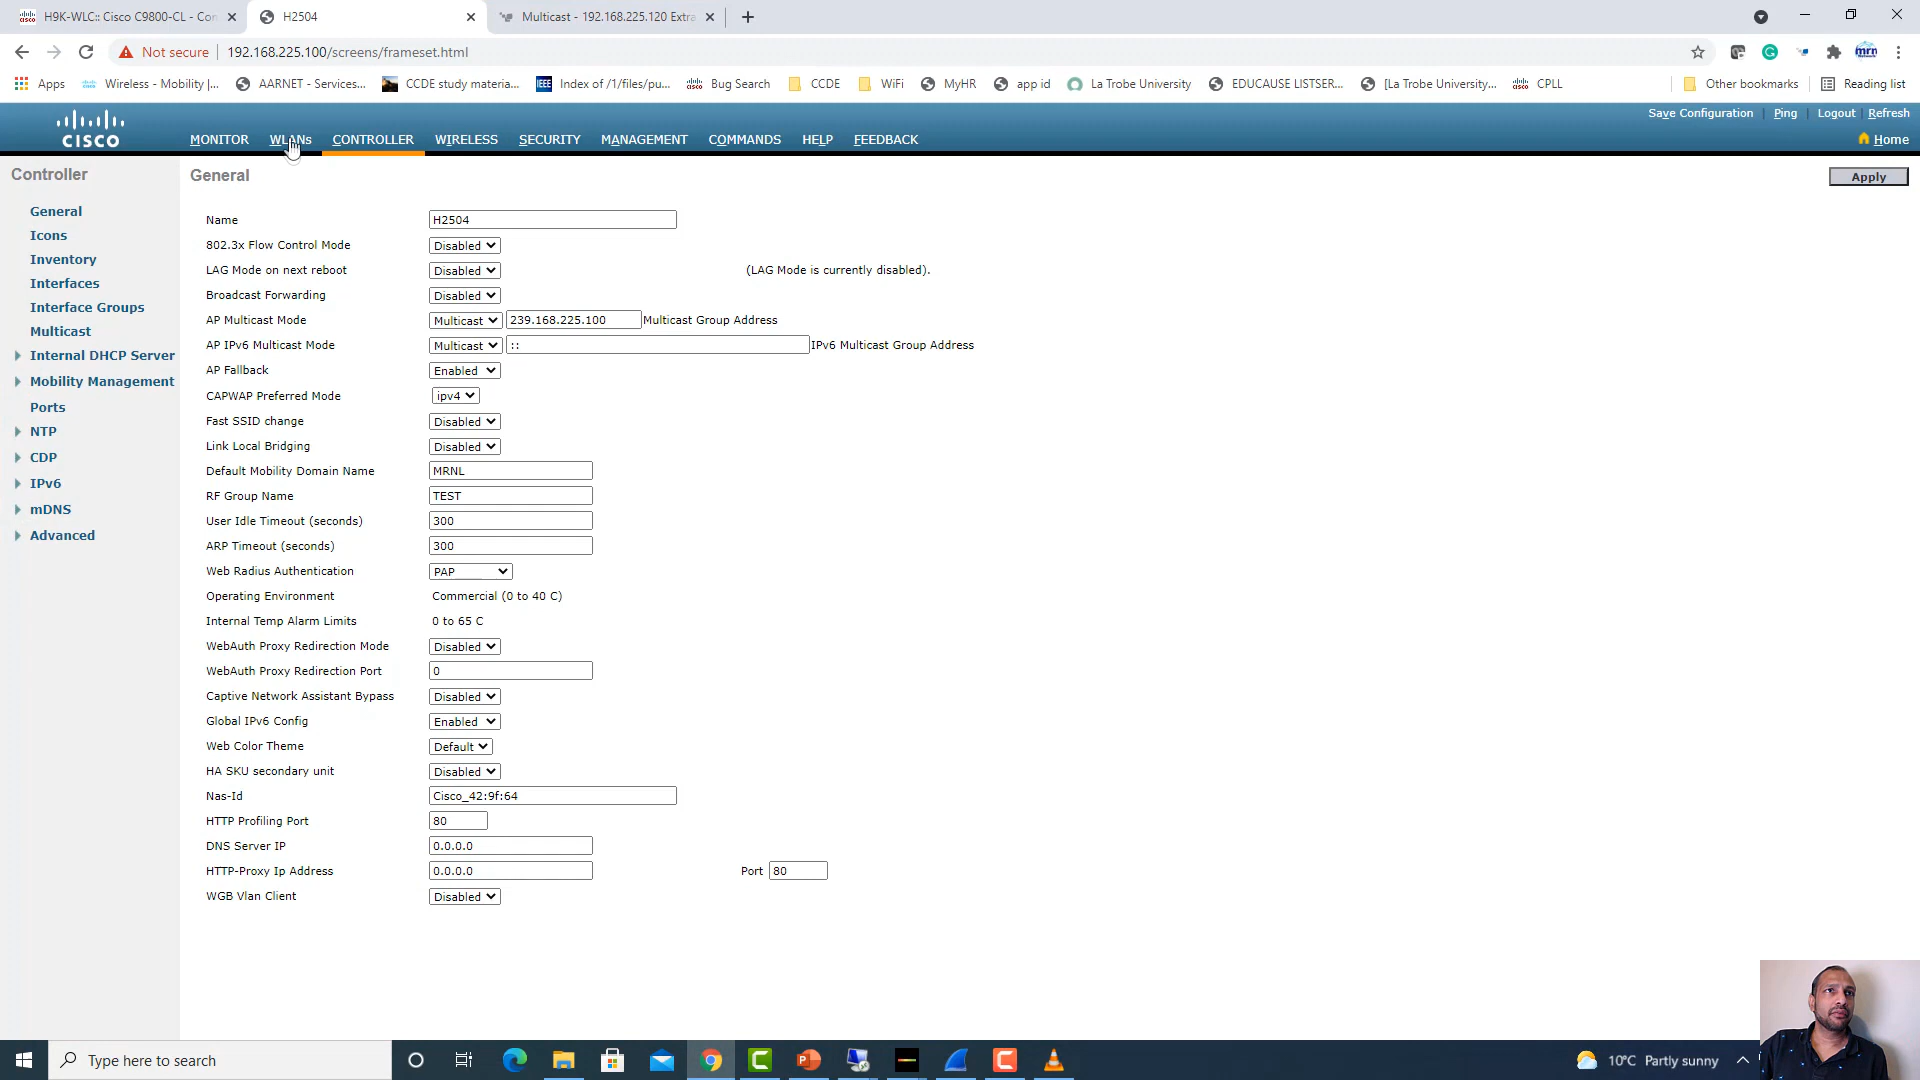 H9K-WLC:: Cisco C9800-CL - Con
H2504
Multicast - 192.168.225.120 Extra
Not secure
192.168.225.100/screens/frameset.html
Apps
Wireless - Mobility |...
AARNET - Services...
CCDE study materia...
Index of /1/files/pu...
Bug Search
CCDE
WiFi
MyHR
app id
La Trobe University
EDUCAUSE LISTSER...
[La Trobe University...
CPLL
Other bookmarks
Reading list
CISCO
MONITOR
WLANs
CONTROLLER
WIRELESS
SECURITY
MANAGEMENT
COMMANDS
HELP
FEEDBACK
Save Configuration
Ping
Logout
Refresh
Home
Controller
General
Icons
Inventory
Interfaces
Interface Groups
Multicast
Internal DHCP Server
Mobility Management
Ports
NTP
CDP
IPv6
mDNS
Advanced
General
Apply
Name H2504
802.3x Flow Control Mode Disabled
LAG Mode on next reboot Disabled (LAG Mode is currently disabled).
Broadcast Forwarding Disabled
AP Multicast Mode Multicast 239.168.225.100 Multicast Group Address
AP IPv6 Multicast Mode Multicast :: IPv6 Multicast Group Address
AP Fallback Enabled
CAPWAP Preferred Mode ipv4
Fast SSID change Disabled
Link Local Bridging Disabled
Default Mobility Domain Name MRNL
RF Group Name TEST
User Idle Timeout (seconds) 300
ARP Timeout (seconds) 300
Web Radius Authentication PAP
Operating Environment Commercial (0 to 40 C)
Internal Temp Alarm Limits 0 to 65 C
WebAuth Proxy Redirection Mode Disabled
WebAuth Proxy Redirection Port 0
Captive Network Assistant Bypass Disabled
Global IPv6 Config Enabled
Web Color Theme Default
HA SKU secondary unit Disabled
Nas-Id Cisco_42:9f:64
HTTP Profiling Port 80
DNS Server IP 0.0.0.0
HTTP-Proxy Ip Address 0.0.0.0 Port 80
WGB Vlan Client Disabled
Type here to search
10°C Partly sunny